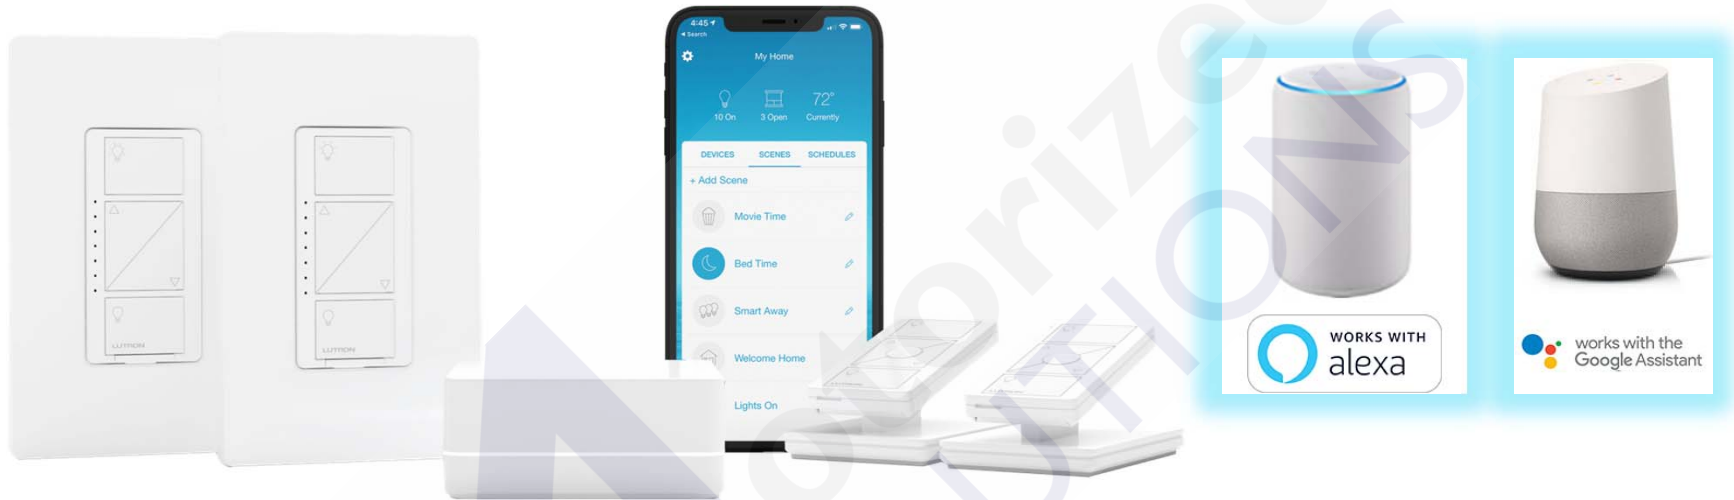 LUTRON
LUTRON
4:45
Search
My Home
10 On
3 Open
72°
Currently
DEVICES
SCENES
SCHEDULES
+ Add Scene
Movie Time
Bed Time
Smart Away
Welcome Home
Lights On
WORKS WITH
alexa
works with the
Google Assistant